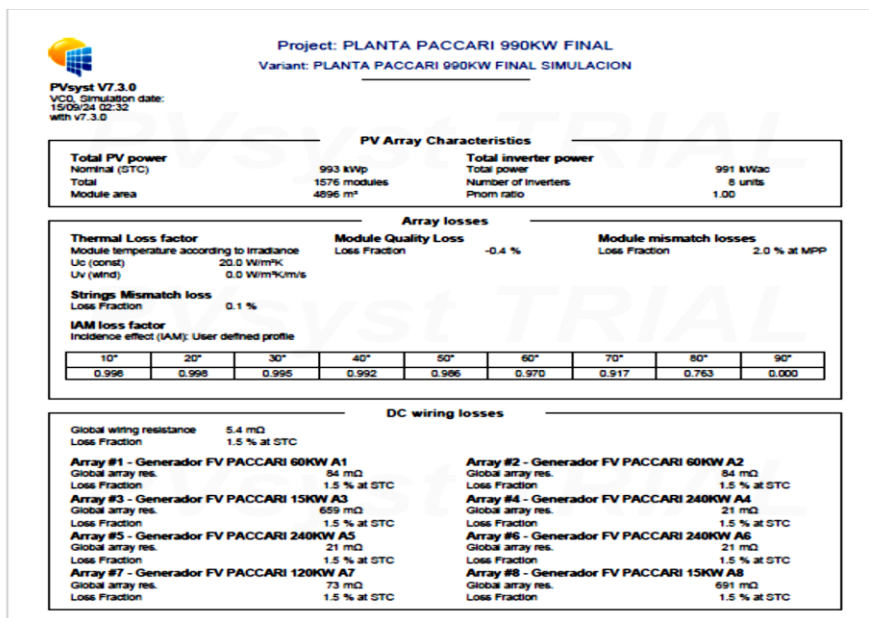 Project: PLANTA PACCARI 990KW FINAL
Variant: PLANTA PACCARI 990KW FINAL SIMULACION
PVsyst V7.3.0
VC0, Simulation date:
15/09/24 02:32
with v7.3.0
PVsyst TRIAL
PV Array Characteristics
Total PV power
Nominal (STC) 993 kWp
Total 1576 modules
Module area 4896 m²
Total inverter power
Total power 991 kWac
Number of inverters 8 units
Pnom ratio 1.00
Array losses
Thermal Loss factor
Module temperature according to irradiance
Uc (const) 20.0 W/m²K
Uv (wind) 0.0 W/m²K/m/s
Module Quality Loss
Loss Fraction -0.4 %
Module mismatch losses
Loss Fraction 2.0 % at MPP
Strings Mismatch loss
Loss Fraction 0.1 %
IAM loss factor
Incidence effect (IAM): User defined profile
PVsyst TRIAL
10° 20° 30° 40° 50° 60° 70° 80° 90°
0.998 0.998 0.995 0.992 0.986 0.970 0.917 0.763 0.000
DC wiring losses
Global wiring resistance 5.4 mΩ
Loss Fraction 1.5 % at STC
Array #1 - Generador FV PACCARI 60KW A1
Global array res. 84 mΩ
Loss Fraction 1.5 % at STC
Array #2 - Generador FV PACCARI 60KW A2
Global array res. 84 mΩ
Loss Fraction 1.5 % at STC
Array #3 - Generador FV PACCARI 15KW A3
Global array res. 659 mΩ
Loss Fraction 1.5 % at STC
Array #4 - Generador FV PACCARI 240KW A4
Global array res. 21 mΩ
Loss Fraction 1.5 % at STC
PVsyst TRIAL
Array #5 - Generador FV PACCARI 240KW A5
Global array res. 21 mΩ
Loss Fraction 1.5 % at STC
Array #6 - Generador FV PACCARI 240KW A6
Global array res. 21 mΩ
Loss Fraction 1.5 % at STC
Array #7 - Generador FV PACCARI 120KW A7
Global array res. 73 mΩ
Loss Fraction 1.5 % at STC
Array #8 - Generador FV PACCARI 15KW A8
Global array res. 691 mΩ
Loss Fraction 1.5 % at STC